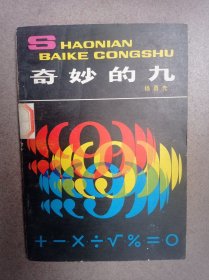 SHAONIAN
BAIKE CONGSHU
奇妙的九
+ − × ÷ √ % = ○